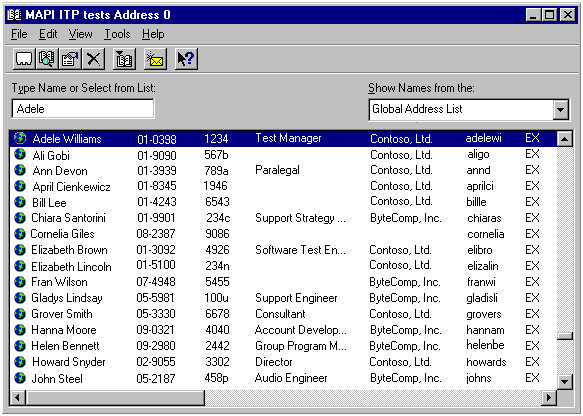 MAPI ITP tests Address 0
File Edit View Tools Help
Type Name or Select from List: Show Names from the:
Adele Global Address List
Adele Williams 01-0398 1234 Test Manager Contoso, Ltd. adelewi EX
Ali Gobi 01-9090 567b Contoso, Ltd. aligo EX
Ann Devon 01-3939 789a Paralegal Contoso, Ltd. annd EX
April Cienkewicz 01-8345 1946 Contoso, Ltd. aprilci EX
Bill Lee 01-4243 6543 Contoso, Ltd. billle EX
Chiara Santorini 01-9901 234c Support Strategy ... ByteComp, Inc. chiaras EX
Cornelia Giles 08-2387 9086 cornelia EX
Elizabeth Brown 01-3092 4926 Software Test En... Contoso, Ltd. elibro EX
Elizabeth Lincoln 01-5100 234n Contoso, Ltd. elizalin EX
Fran Wilson 07-4948 5455 ByteComp, Inc. franwi EX
Gladys Lindsay 05-5981 100u Support Engineer ByteComp, Inc. gladisli EX
Grover Smith 05-3330 6678 Consultant Contoso, Ltd. grovers EX
Hanna Moore 09-0321 4040 Account Develop... ByteComp, Inc. hannam EX
Helen Bennett 09-2980 2442 Group Program M... ByteComp, Inc. helenbe EX
Howard Snyder 02-9055 3302 Director Contoso, Ltd. howards EX
John Steel 05-2187 458p Audio Engineer ByteComp, Inc. johns EX